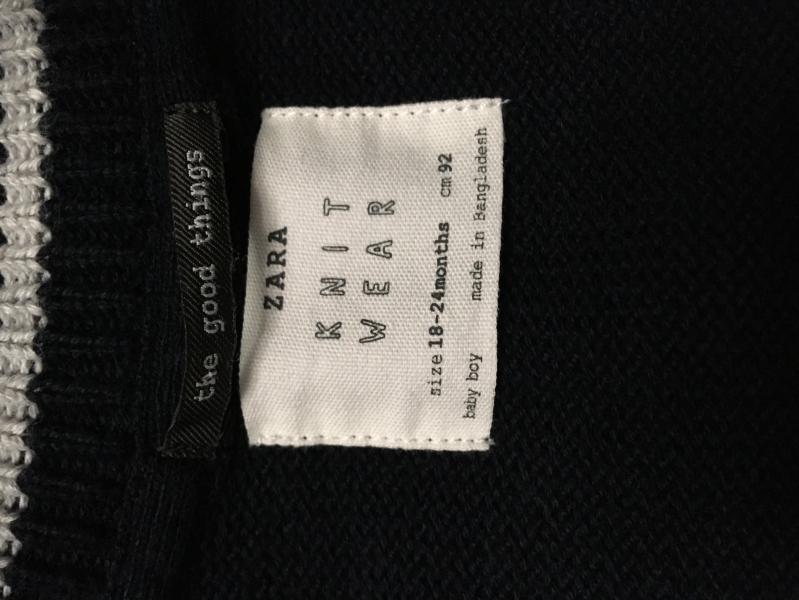 the good things
ZARA
KNIT
WEAR
size 18-24months cm 92
baby boy made in Bangladesh